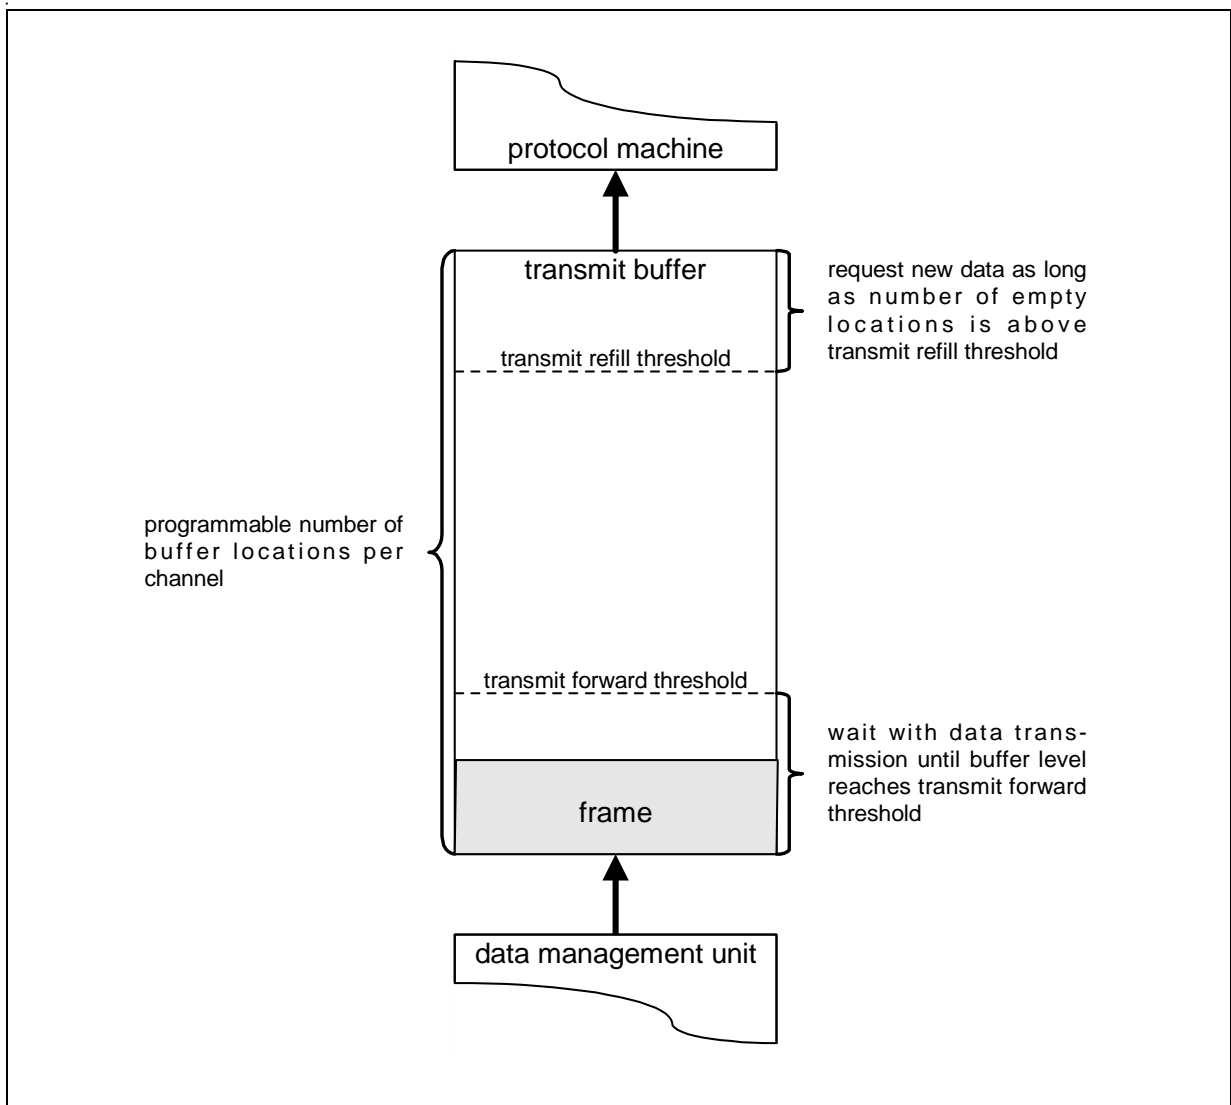 protocol machine
transmit buffer
request new data as long
as number of empty
locations is above
transmit refill threshold
transmit refill threshold
programmable number of
buffer locations per
channel
transmit forward threshold
wait with data trans-
mission until buffer level
reaches transmit forward
threshold
frame
data management unit